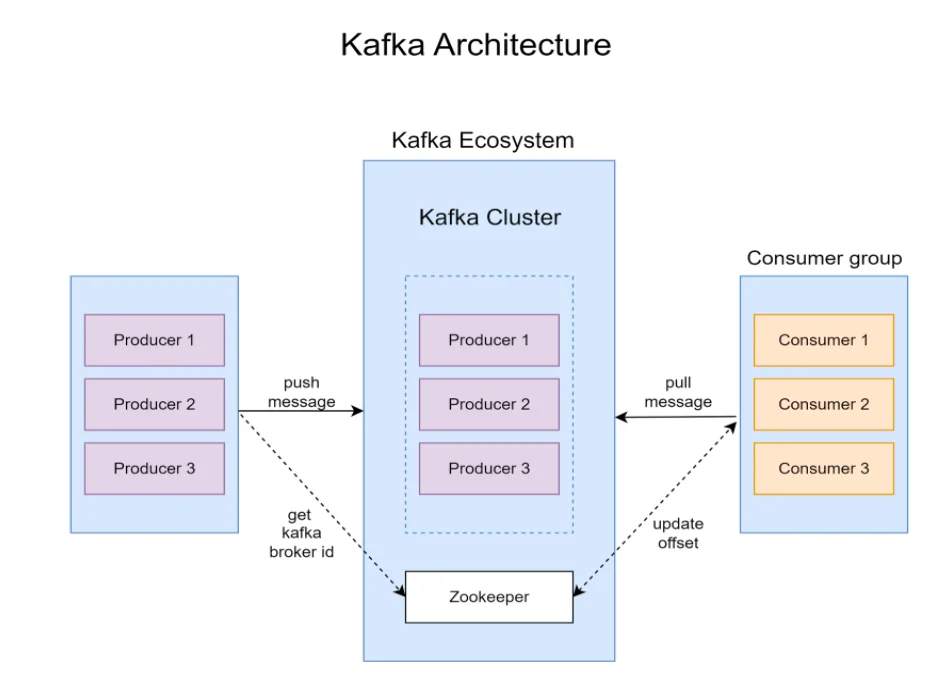 Kafka Architecture
Kafka Ecosystem
Kafka Cluster
Consumer group
Producer 1
Producer 2
Producer 3
push
message
Producer 1
Producer 2
Producer 3
pull
message
Consumer 1
Consumer 2
Consumer 3
get
kafka
broker id
update
offset
Zookeeper